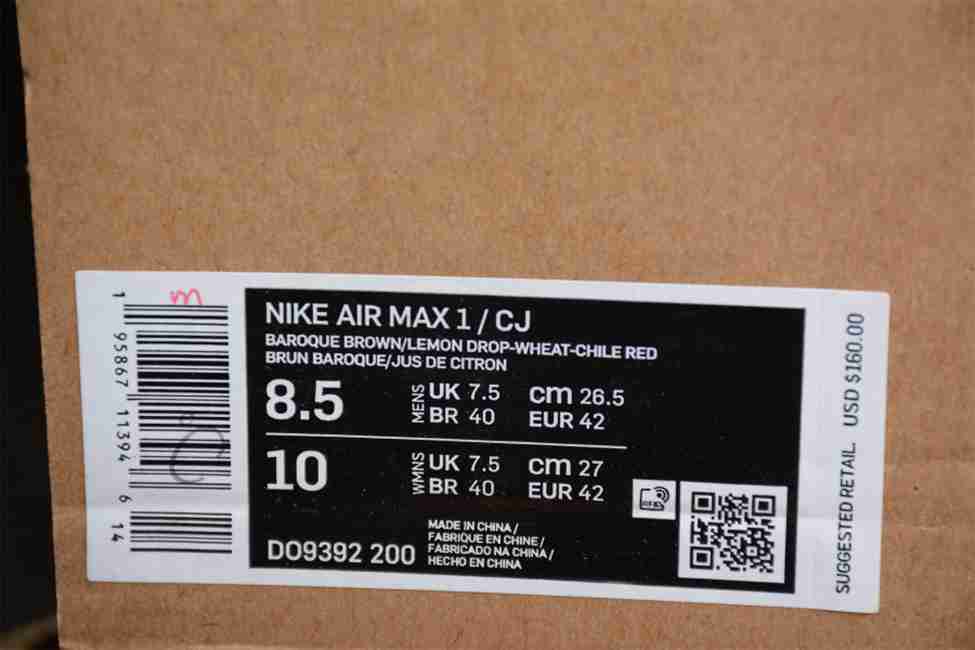 NIKE AIR MAX 1 / CJ
BAROQUE BROWN/LEMON DROP-WHEAT-CHILE RED
BRUN BAROQUE/JUS DE CITRON
8.5 MENS UK 7.5 cm 26.5
BR 40 EUR 42
10 WMNS UK 7.5 cm 27
BR 40 EUR 42
DO9392 200
MADE IN CHINA /
FABRIQUE EN CHINE /
FABRICADO NA CHINA /
HECHO EN CHINA
1 95867 11394 6 14
SUGGESTED RETAIL USD $160.00